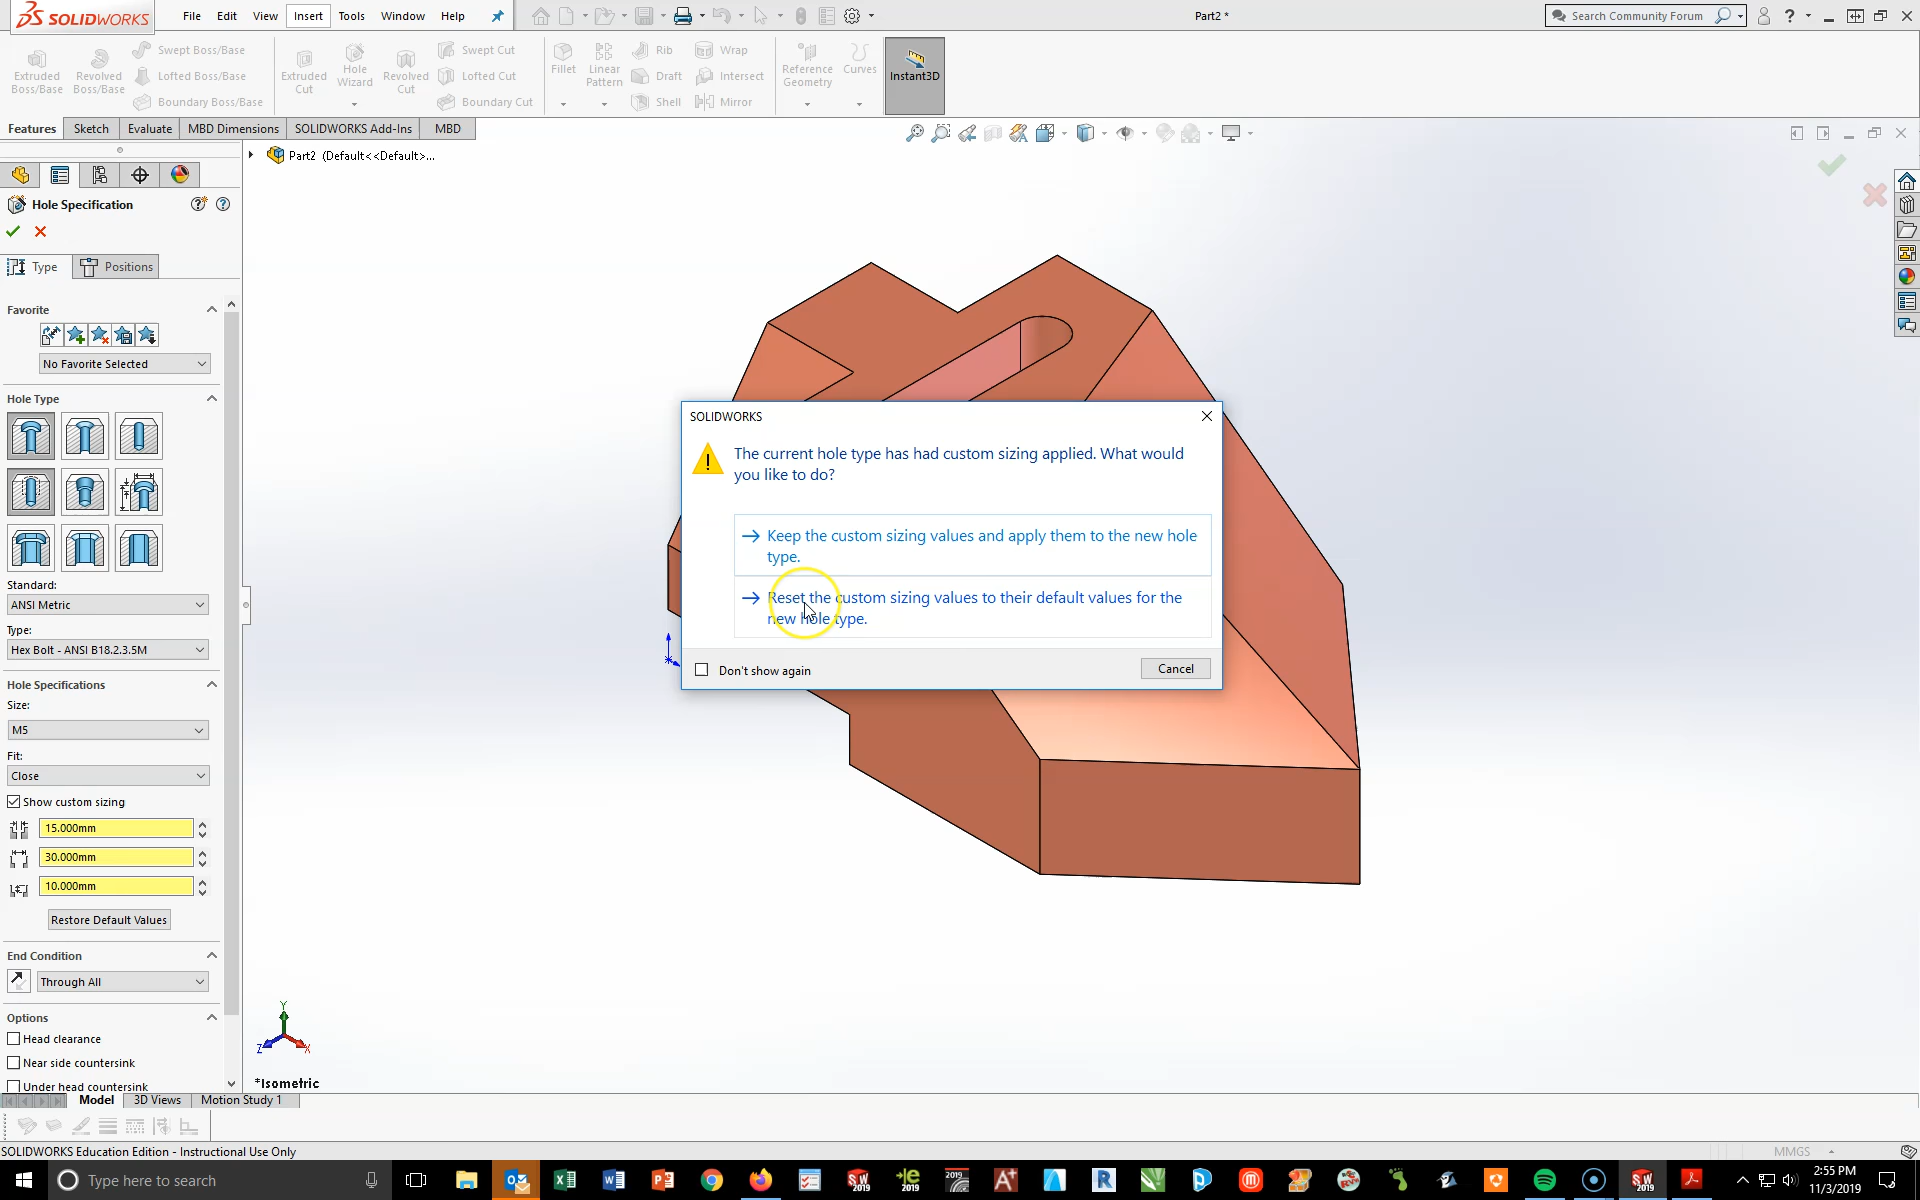 SOLIDWORKS
File Edit View Insert Tools Window Help
Part2 *
Search Community Forum
Extruded Boss/Base
Revolved Boss/Base
Swept Boss/Base
Lofted Boss/Base
Boundary Boss/Base
Extruded Cut
Hole Wizard
Revolved Cut
Swept Cut
Lofted Cut
Boundary Cut
Fillet
Linear Pattern
Rib
Draft
Shell
Wrap
Intersect
Mirror
Reference Geometry
Curves
Instant3D
Features Sketch Evaluate MBD Dimensions SOLIDWORKS Add-Ins MBD
Part2 (Default<<Default>...
Hole Specification
Type Positions
Favorite
No Favorite Selected
Hole Type
Standard:
ANSI Metric
Type:
Hex Bolt - ANSI B18.2.3.5M
Hole Specifications
Size:
M5
Fit:
Close
Show custom sizing
15.000mm
30.000mm
10.000mm
Restore Default Values
End Condition
Through All
Options
Head clearance
Near side countersink
Under head countersink
SOLIDWORKS
The current hole type has had custom sizing applied. What would
you like to do?
Keep the custom sizing values and apply them to the new hole
type.
Reset the custom sizing values to their default values for the
new hole type.
Don't show again
Cancel
Y
Z
X
*Isometric
Model 3D Views Motion Study 1
SOLIDWORKS Education Edition - Instructional Use Only
MMGS
Type here to search
2:55 PM
11/3/2019